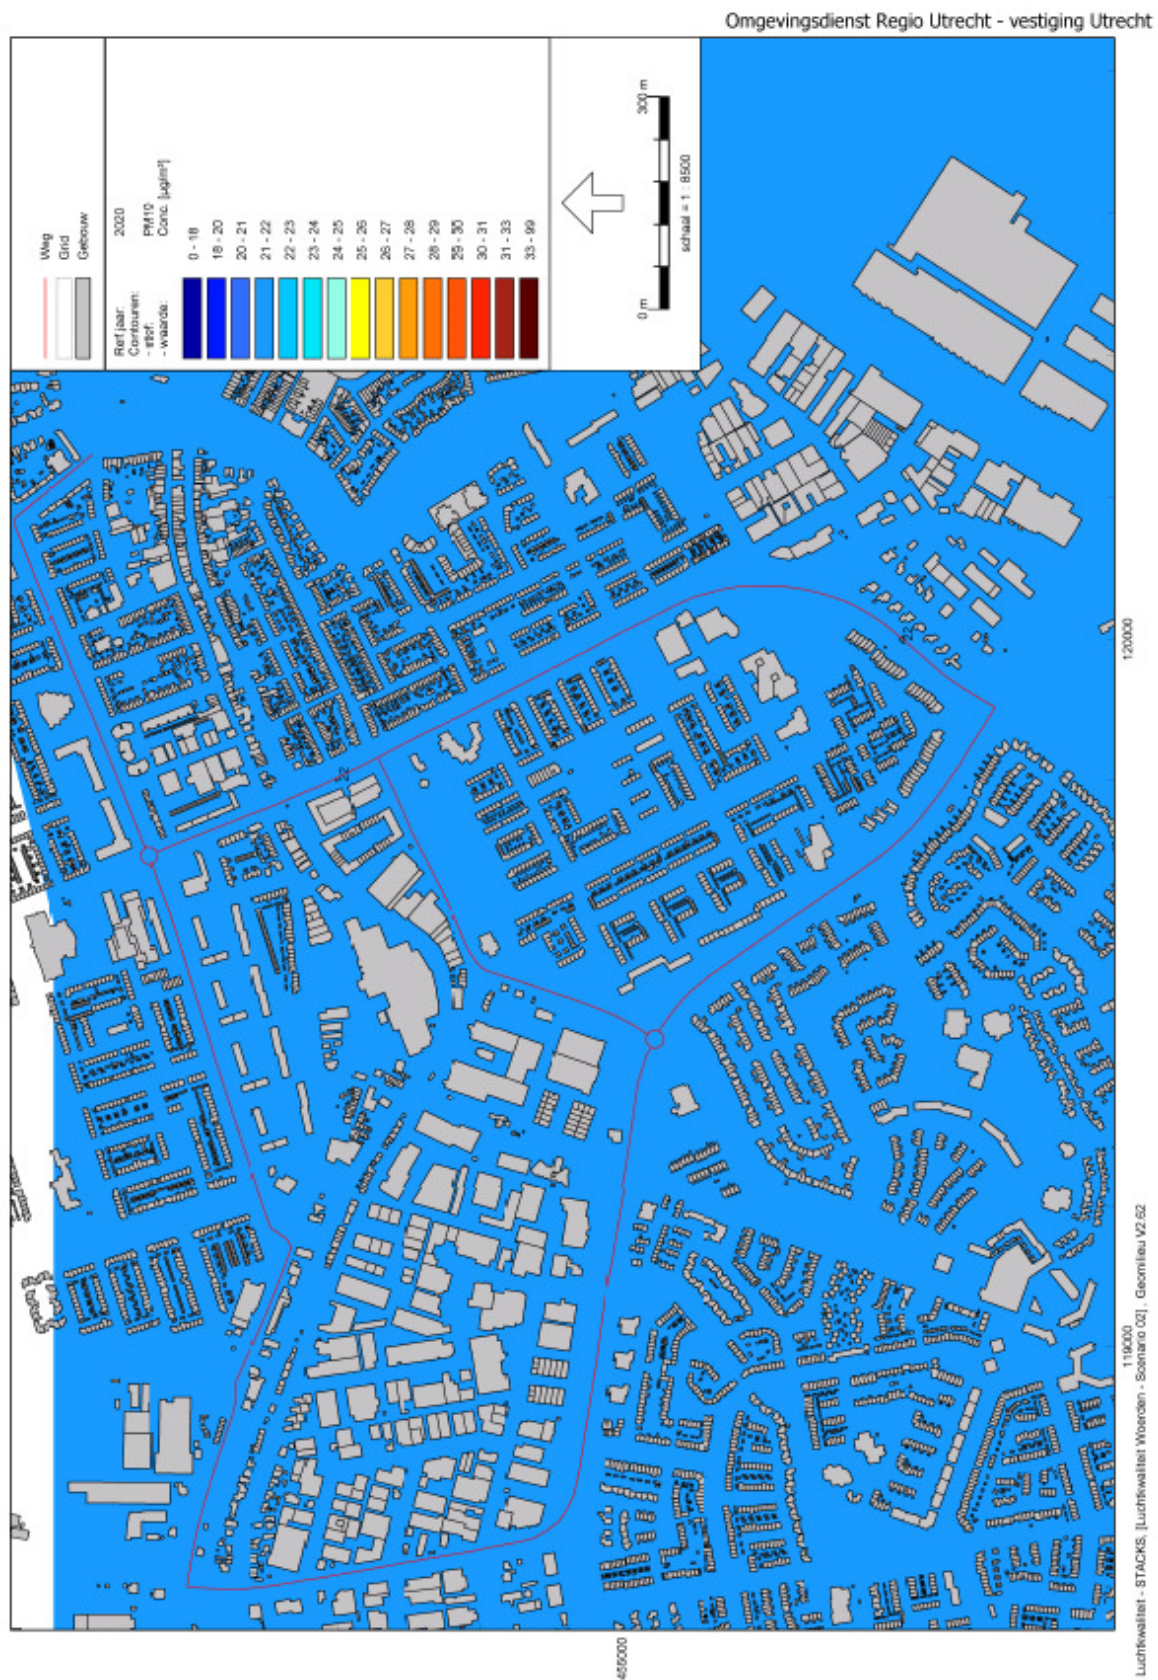 Omgevingsdienst Regio Utrecht - vestiging Utrecht
Weg
Grid
Gebouw
Ref.jaar: 2020
Contouren:
- stof: PM10
- waarde: Conc. [µg/m³]
0 - 18
18 - 20
20 - 21
21 - 22
22 - 23
23 - 24
24 - 25
25 - 26
26 - 27
27 - 28
28 - 29
29 - 30
30 - 31
31 - 33
33 - 99
0 m 300 m
schaal = 1 : 8500
22
22
120000
119000
455000
Luchtkwaliteit - STACKS, [Luchtkwaliteit Woerden - Scenario 02] , Geomilieu V2.62